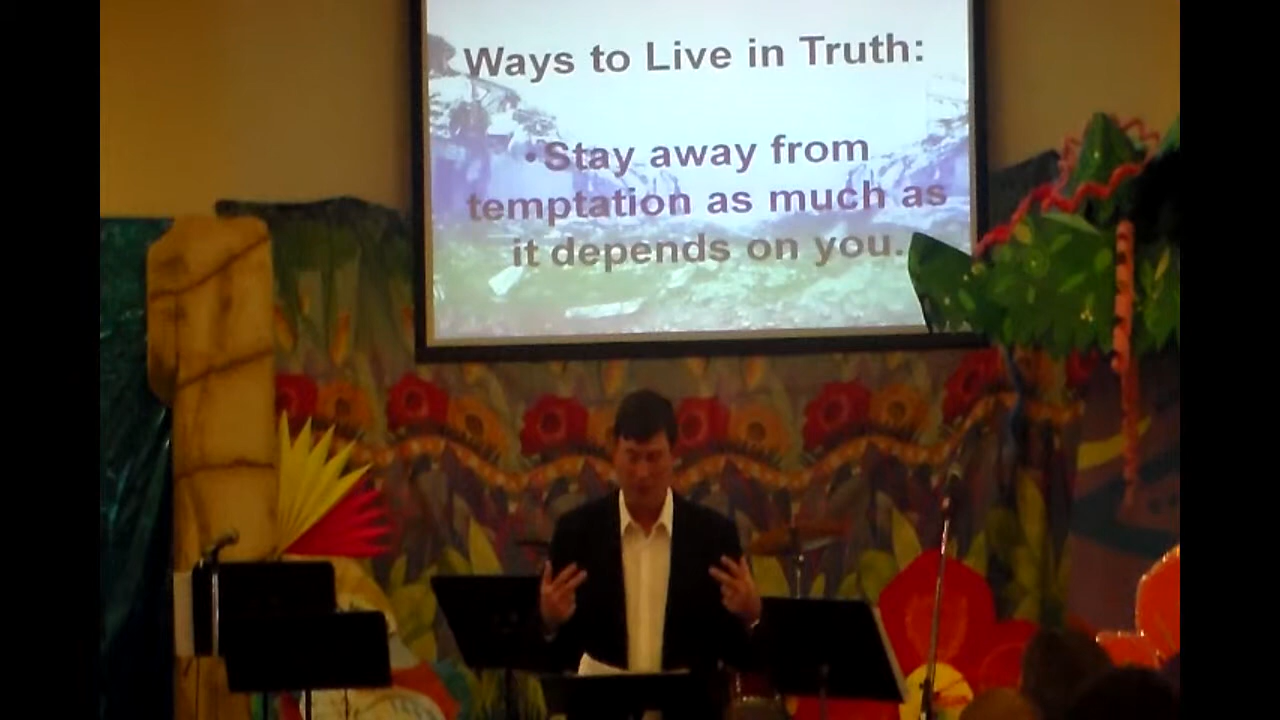 Ways to Live in Truth:
•Stay away from
temptation as much as
it depends on you.